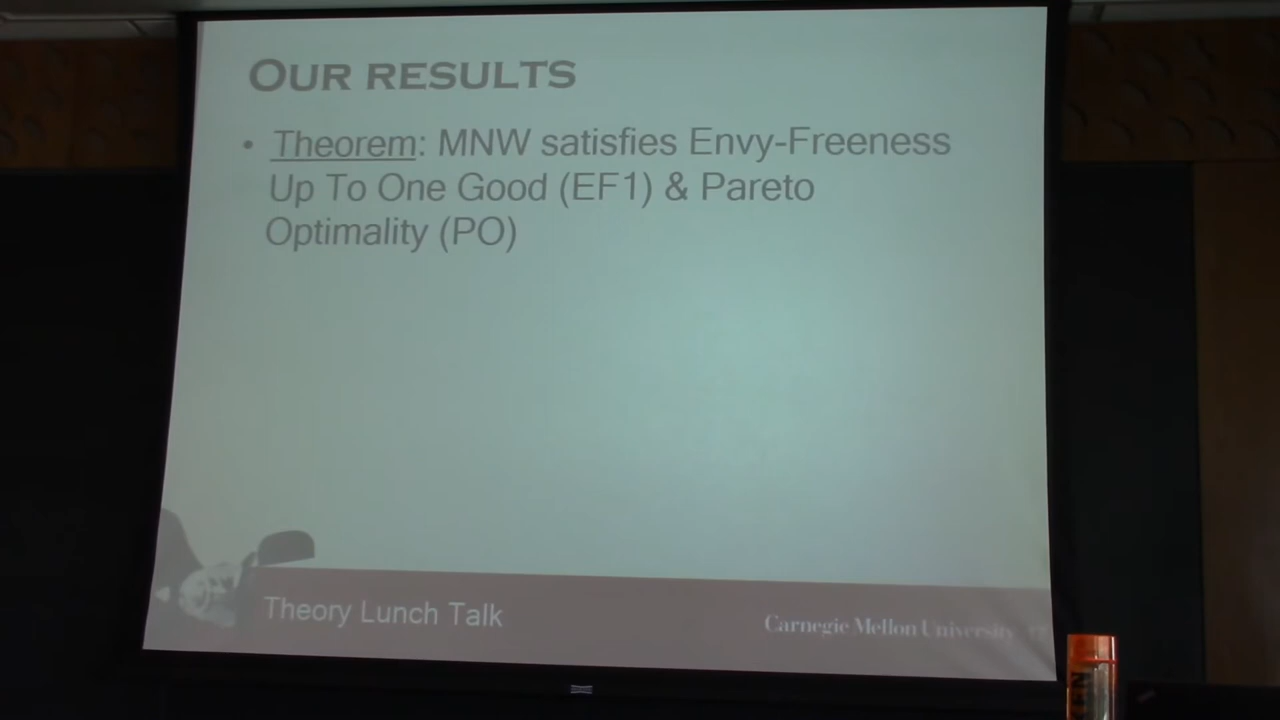 OUR RESULTS
• Theorem: MNW satisfies Envy-Freeness
Up To One Good (EF1) & Pareto
Optimality (PO)
Theory Lunch Talk
Carnegie Mellon University